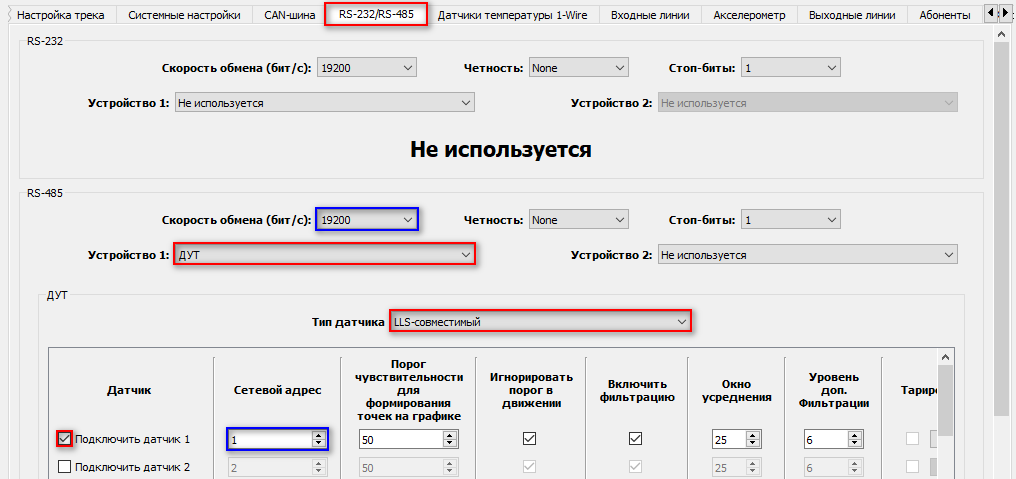 Настройка трека Системные настройки CAN-шина RS-232/RS-485 Датчики температуры 1-Wire Входные линии Акселерометр Выходные линии Абоненты
RS-232
Скорость обмена (бит/с): 19200 Четность: None Стоп-биты: 1
Устройство 1: Не используется Устройство 2: Не используется
Не используется
RS-485
Скорость обмена (бит/с): 19200 Четность: None Стоп-биты: 1
Устройство 1: ДУТ Устройство 2: Не используется
ДУТ
Тип датчика LLS-совместимый
Датчик
Сетевой адрес
Порог
чувствительности
для
формирования
точек на графике
Игнорировать
порог в
движении
Включить
фильтрацию
Окно
усреднения
Уровень
доп.
Фильтрации
Тариро
Подключить датчик 1 1 50 25 6
Подключить датчик 2 2 50 25 6